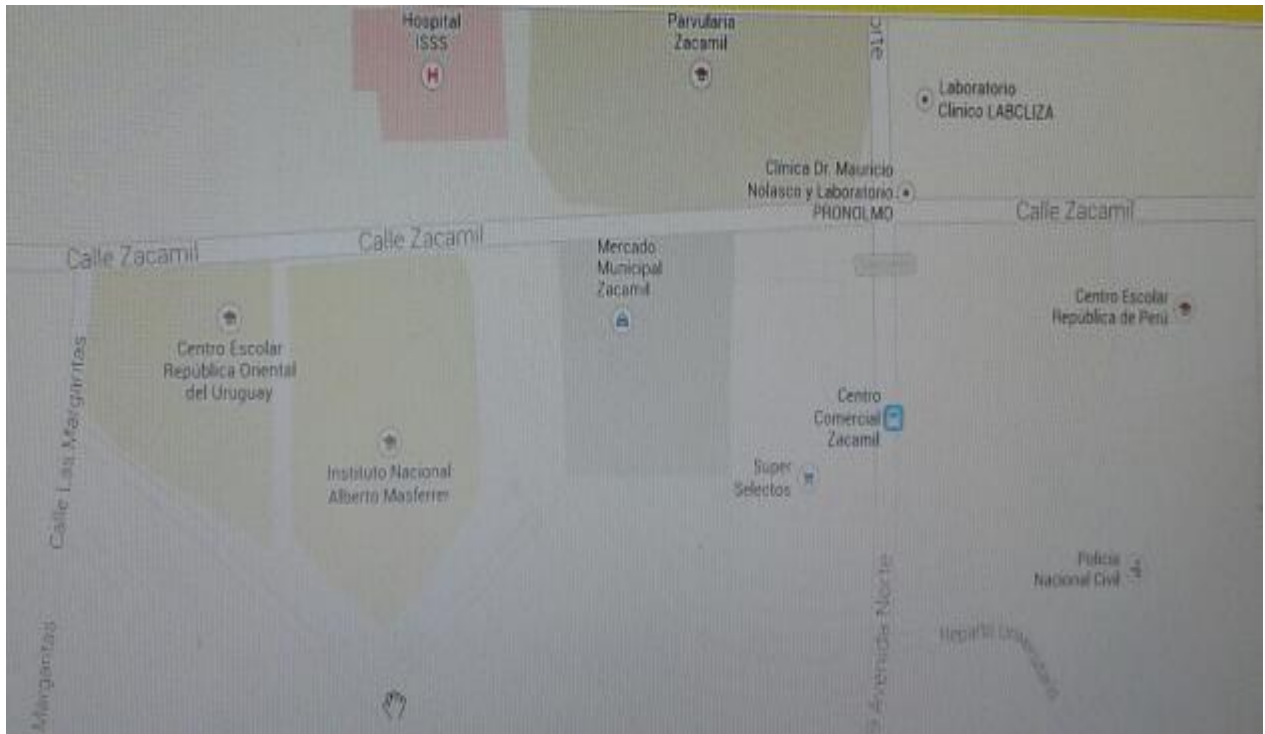 Hospital
ISSS
Parvularia
Zacamil
Laboratorio
Clínico LABCLIZA
Clínica Dr. Mauricio
Nolasco y Laboratorio
PRONOLMO
Calle Zacamil
Calle Zacamil
Calle Zacamil
Mercado
Municipal
Zacamil
Centro Escolar
República de Perú
Centro Escolar
República Oriental
del Uruguay
Calle Las Margaritas
Centro
Comercial
Zacamil
Instituto Nacional
Alberto Masferrer
Super
Selectos
Policía
Nacional Civil
Avenida Norte
Reparto Universitario
Margaritas